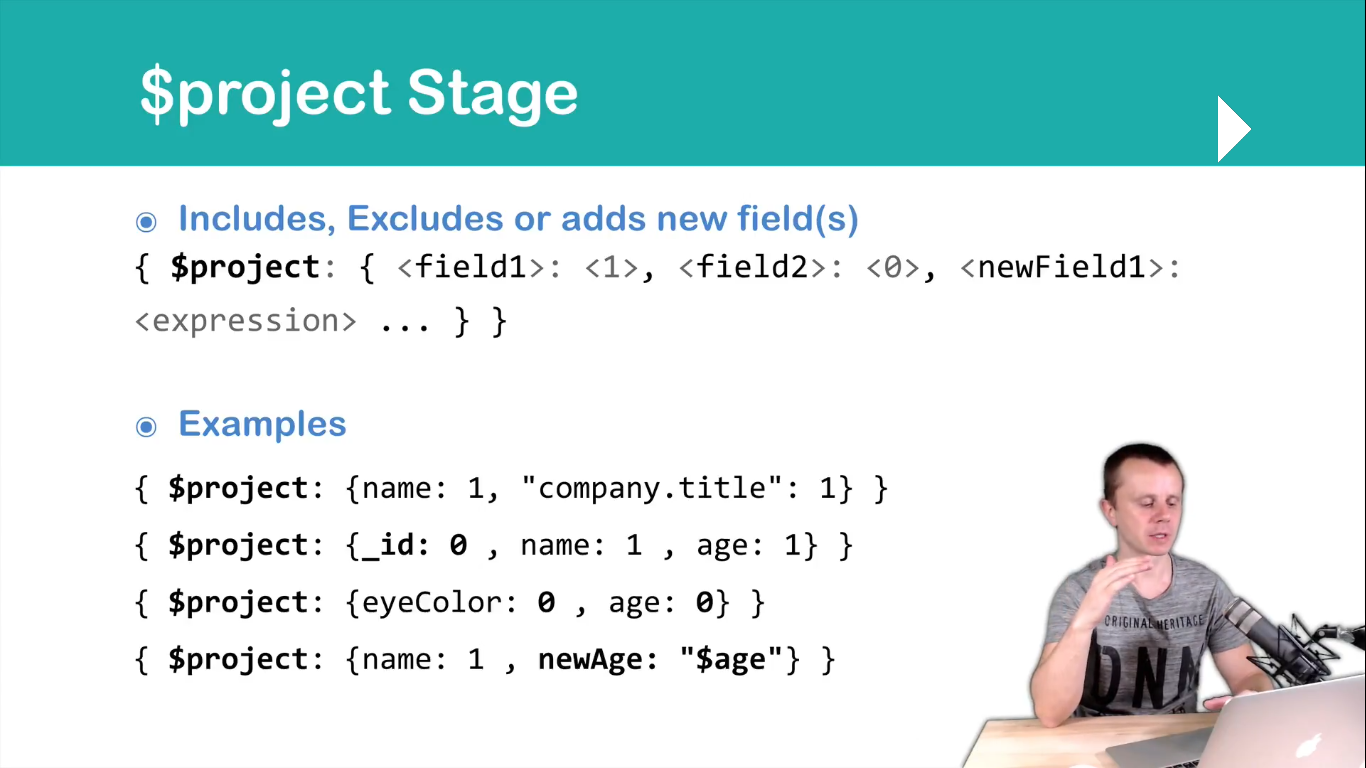 $project Stage
Includes, Excludes or adds new field(s)
{ $project: { <field1>: <1>, <field2>: <0>, <newField1>:
<expression> ... } }
Examples
{ $project: {name: 1, "company.title": 1} }
{ $project: {_id: 0 , name: 1 , age: 1} }
{ $project: {eyeColor: 0 , age: 0} }
{ $project: {name: 1 , newAge: "$age"} }
ORIGINAL HERITAGE
DNM